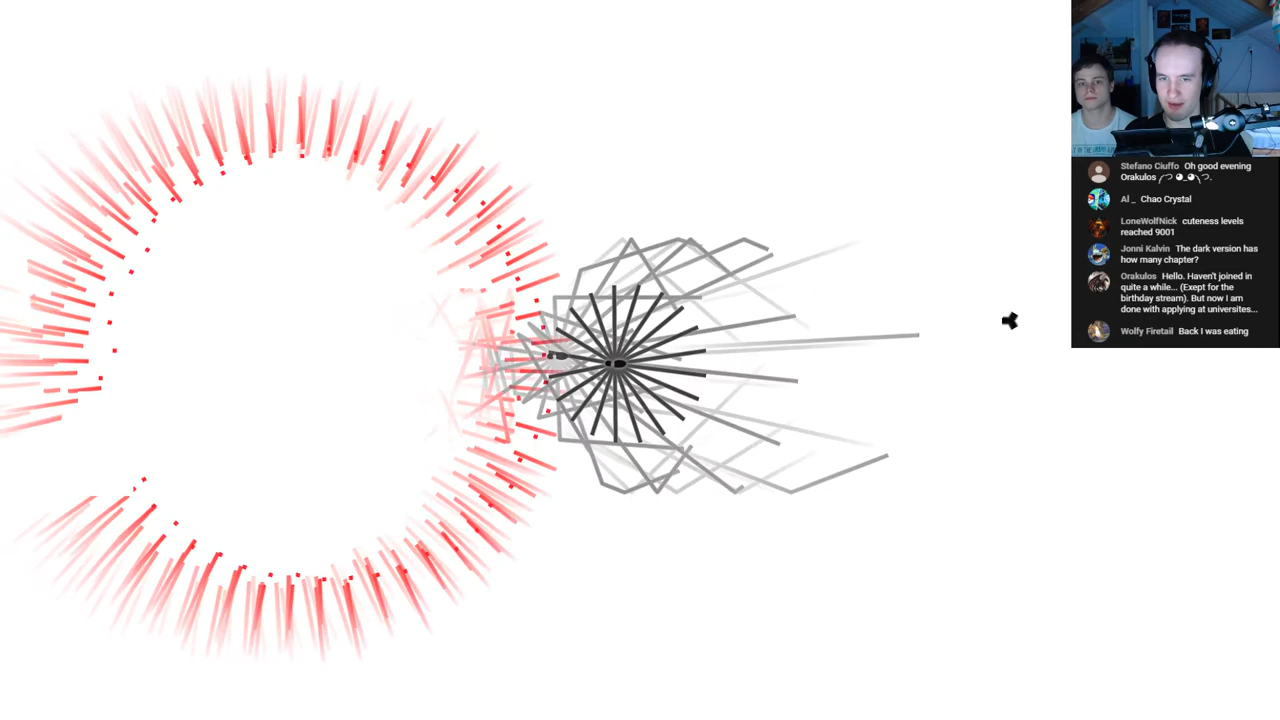 Stefano Ciuffo Oh good evening
Orakulos
Al _ Chao Crystal
LoneWolfNick cuteness levels
reached 9001
Jonni Kalvin The dark version has
how many chapter?
Orakulos Hello. Haven't joined in
quite a while... (Exept for the
birthday stream). But now I am
done with applying at universites...
Wolfy Firetail Back I was eating